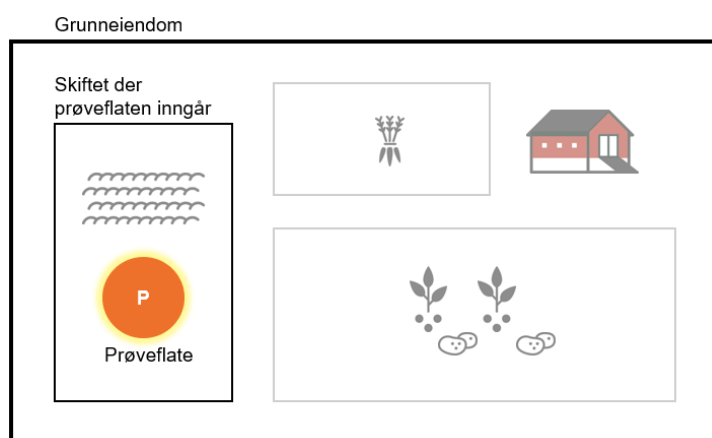 Grunneiendom
Skiftet der
prøveflaten inngår
P
Prøveflate